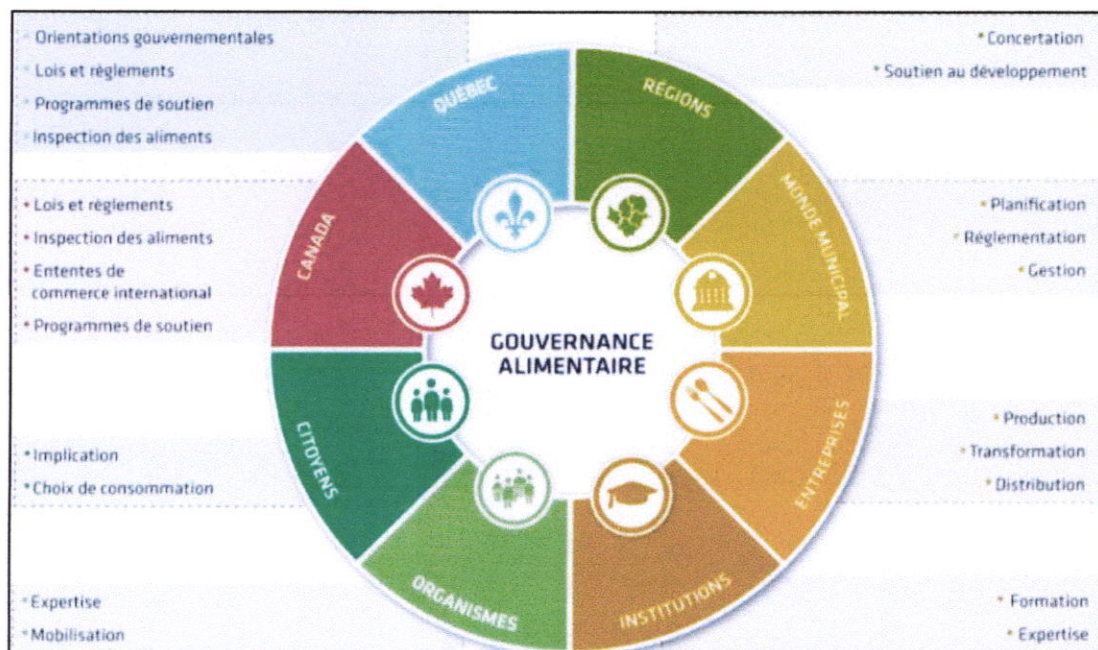 Orientations gouvernementales
Lois et règlements
Programmes de soutien
Inspection des aliments
Concertation
Soutien au développement
QUÉBEC
RÉGIONS
Lois et règlements
Inspection des aliments
Ententes de
commerce international
Programmes de soutien
CANADA
MONDE MUNICIPAL
Planification
Réglementation
Gestion
GOUVERNANCE
ALIMENTAIRE
Implication
Choix de consommation
CITOYENS
ENTREPRISES
Production
Transformation
Distribution
Expertise
Mobilisation
ORGANISMES
INSTITUTIONS
Formation
Expertise